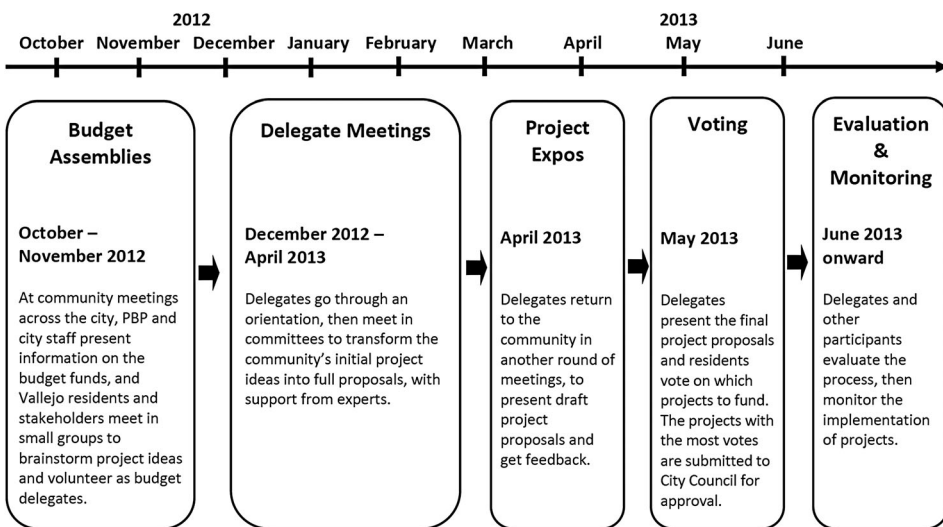 2012
2013
October November December January February March April May June
Budget
Assemblies
October –
November 2012
At community meetings
across the city, PBP and
city staff present
information on the
budget funds, and
Vallejo residents and
stakeholders meet in
small groups to
brainstorm project ideas
and volunteer as budget
delegates.
Delegate Meetings
December 2012 –
April 2013
Delegates go through an
orientation, then meet in
committees to transform the
community's initial project
ideas into full proposals, with
support from experts.
Project
Expos
April 2013
Delegates return
to the
community in
another round of
meetings, to
present draft
project
proposals and
get feedback.
Voting
May 2013
Delegates
present the final
project proposals
and residents
vote on which
projects to fund.
The projects with
the most votes
are submitted to
City Council for
approval.
Evaluation
&
Monitoring
June 2013
onward
Delegates and
other
participants
evaluate the
process, then
monitor the
implementation
of projects.